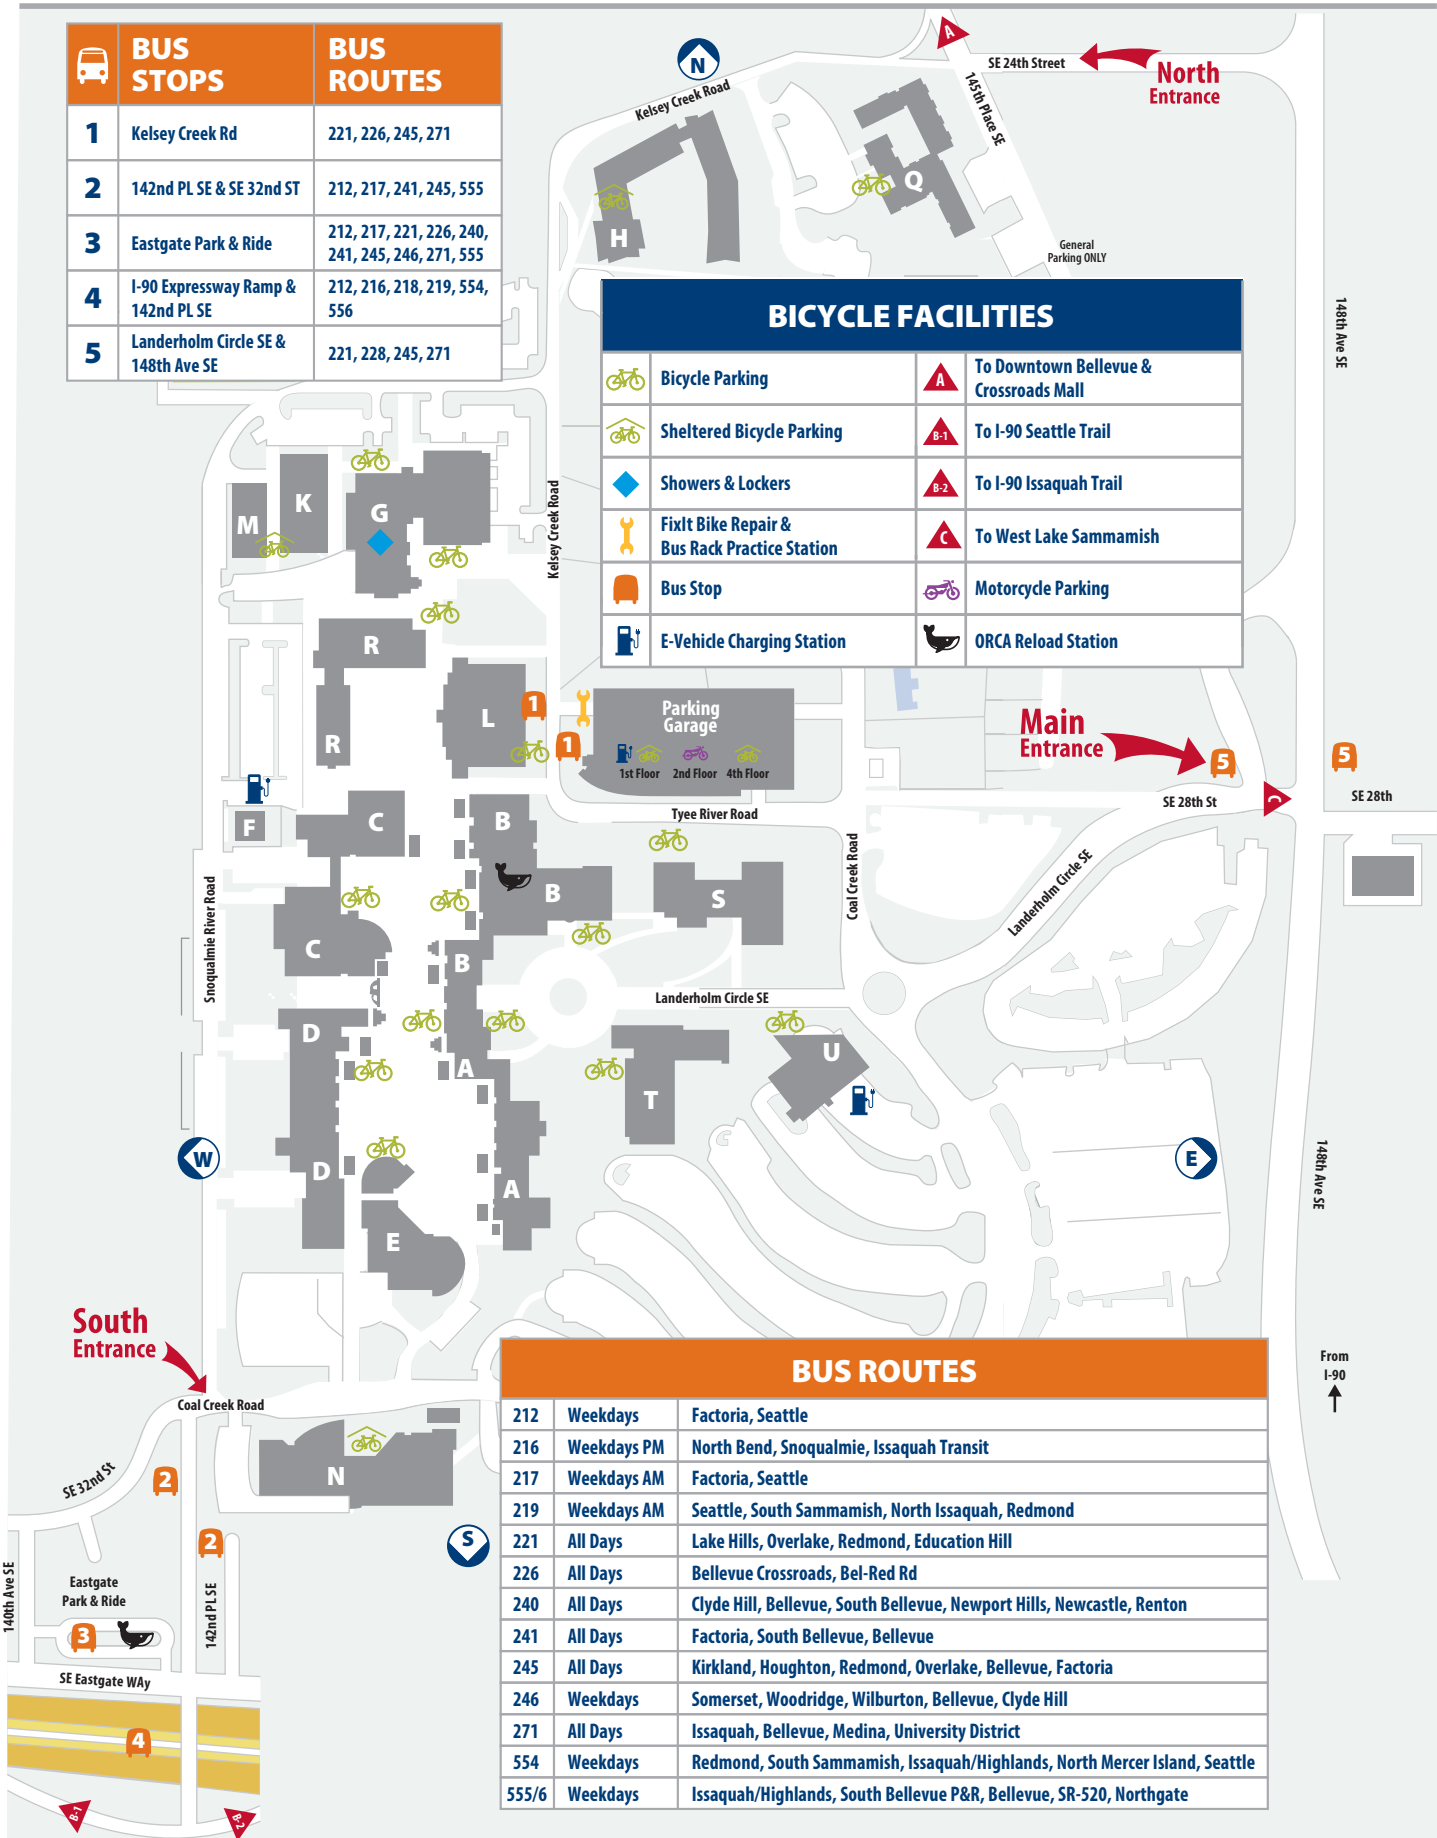 BUS STOPS
BUS ROUTES
1 Kelsey Creek Rd 221, 226, 245, 271
2 142nd PL SE & SE 32nd ST 212, 217, 241, 245, 555
3 Eastgate Park & Ride 212, 217, 221, 226, 240,
241, 245, 246, 271, 555
4 I-90 Expressway Ramp &
142nd PL SE 212, 216, 218, 219, 554,
556
5 Landerholm Circle SE &
148th Ave SE 221, 228, 245, 271
N
A
Kelsey Creek Road
SE 24th Street
145th Place SE
North
Entrance
H
Q
General
Parking ONLY
148th Ave SE
BICYCLE FACILITIES
Bicycle Parking
A To Downtown Bellevue &
Crossroads Mall
Sheltered Bicycle Parking
B-1 To I-90 Seattle Trail
Showers & Lockers
B-2 To I-90 Issaquah Trail
FixIt Bike Repair &
Bus Rack Practice Station
C To West Lake Sammamish
Bus Stop
Motorcycle Parking
E-Vehicle Charging Station
ORCA Reload Station
M
K
G
Kelsey Creek Road
R
R
L
1
1
Parking
Garage
1st Floor
2nd Floor
4th Floor
Main
Entrance
5
5
C
SE 28th St
SE 28th
Tyee River Road
F
C
B
B
S
Coal Creek Road
Landerholm Circle SE
Snoqualmie River Road
C
B
Landerholm Circle SE
D
A
U
T
W
E
D
A
E
148th Ave SE
South
Entrance
From
I-90
Coal Creek Road
N
SE 32nd St
2
2
S
140th Ave SE
Eastgate
Park & Ride
142nd PL SE
3
SE Eastgate WAy
4
B-1
B-2
BUS ROUTES
212 Weekdays Factoria, Seattle
216 Weekdays PM North Bend, Snoqualmie, Issaquah Transit
217 Weekdays AM Factoria, Seattle
219 Weekdays AM Seattle, South Sammamish, North Issaquah, Redmond
221 All Days Lake Hills, Overlake, Redmond, Education Hill
226 All Days Bellevue Crossroads, Bel-Red Rd
240 All Days Clyde Hill, Bellevue, South Bellevue, Newport Hills, Newcastle, Renton
241 All Days Factoria, South Bellevue, Bellevue
245 All Days Kirkland, Houghton, Redmond, Overlake, Bellevue, Factoria
246 Weekdays Somerset, Woodridge, Wilburton, Bellevue, Clyde Hill
271 All Days Issaquah, Bellevue, Medina, University District
554 Weekdays Redmond, South Sammamish, Issaquah/Highlands, North Mercer Island, Seattle
555/6 Weekdays Issaquah/Highlands, South Bellevue P&R, Bellevue, SR-520, Northgate